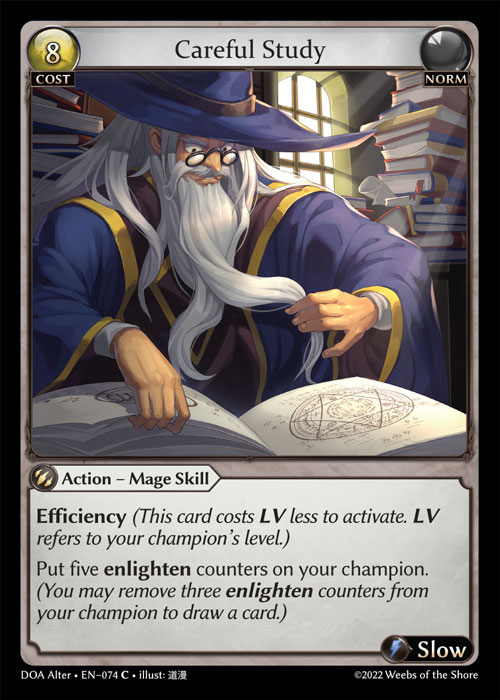 8
Careful Study
COST
NORM
Action – Mage Skill
Efficiency (This card costs LV less to activate. LV
refers to your champion's level.)
Put five enlighten counters on your champion.
(You may remove three enlighten counters from
your champion to draw a card.)
Slow
DOA Alter • EN–074 C • illust: 道漫
©2022 Weebs of the Shore